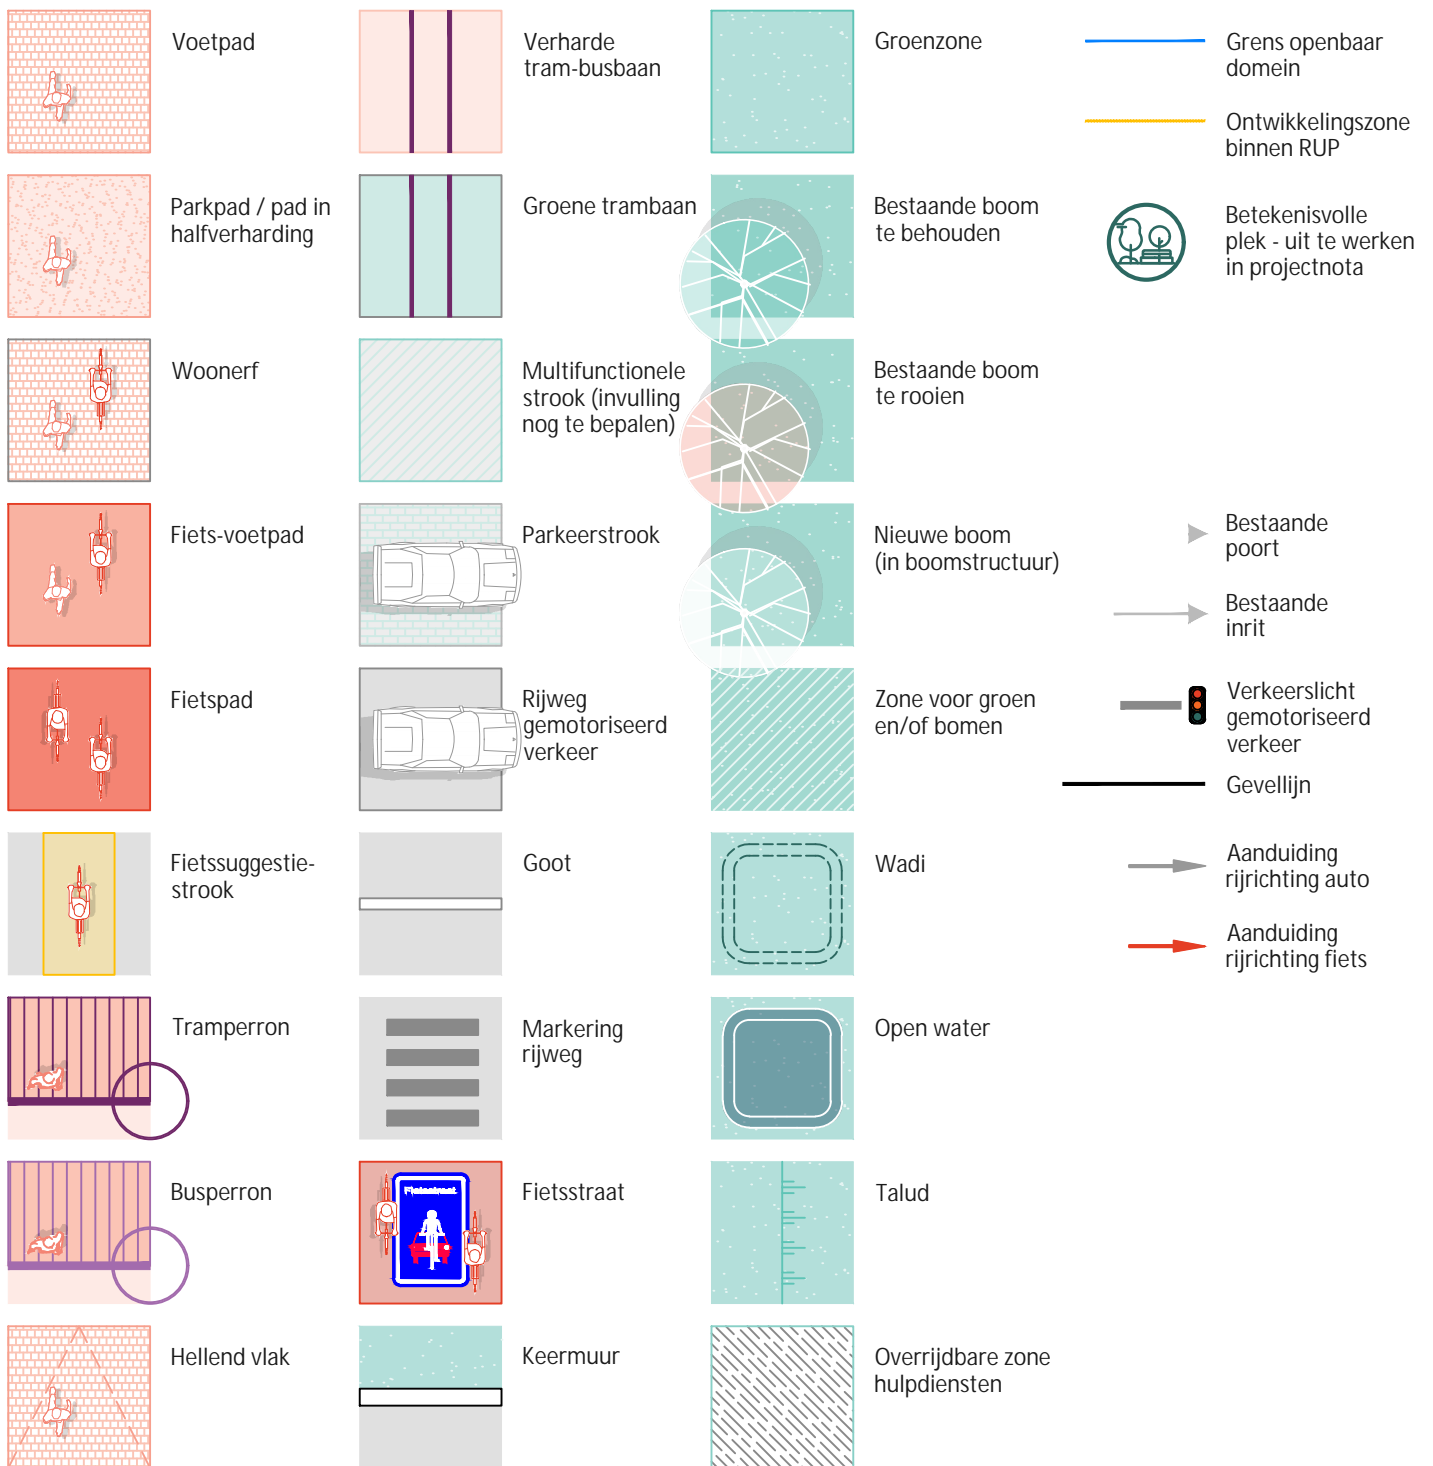 Voetpad
Parkpad / pad in
halfverharding
Woonerf
Fiets-voetpad
Fietspad
Fietssuggestie-
strook
Tramperron
Busperron
Hellend vlak
Verharde
tram-busbaan
Groene trambaan
Multifunctionele
strook (invulling
nog te bepalen)
Parkeerstrook
Rijweg
gemotoriseerd
verkeer
Goot
Markering
rijweg
Fietsstraat
Fietsstraat
Keermuur
Groenzone
Bestaande boom
te behouden
Bestaande boom
te rooien
Nieuwe boom
(in boomstructuur)
Zone voor groen
en/of bomen
Wadi
Open water
Talud
Overrijdbare zone
hulpdiensten
Grens openbaar
domein
Ontwikkelingszone
binnen RUP
Betekenisvolle
plek - uit te werken
in projectnota
Bestaande
poort
Bestaande
inrit
Verkeerslicht
gemotoriseerd
verkeer
Gevellijn
Aanduiding
rijrichting auto
Aanduiding
rijrichting fiets